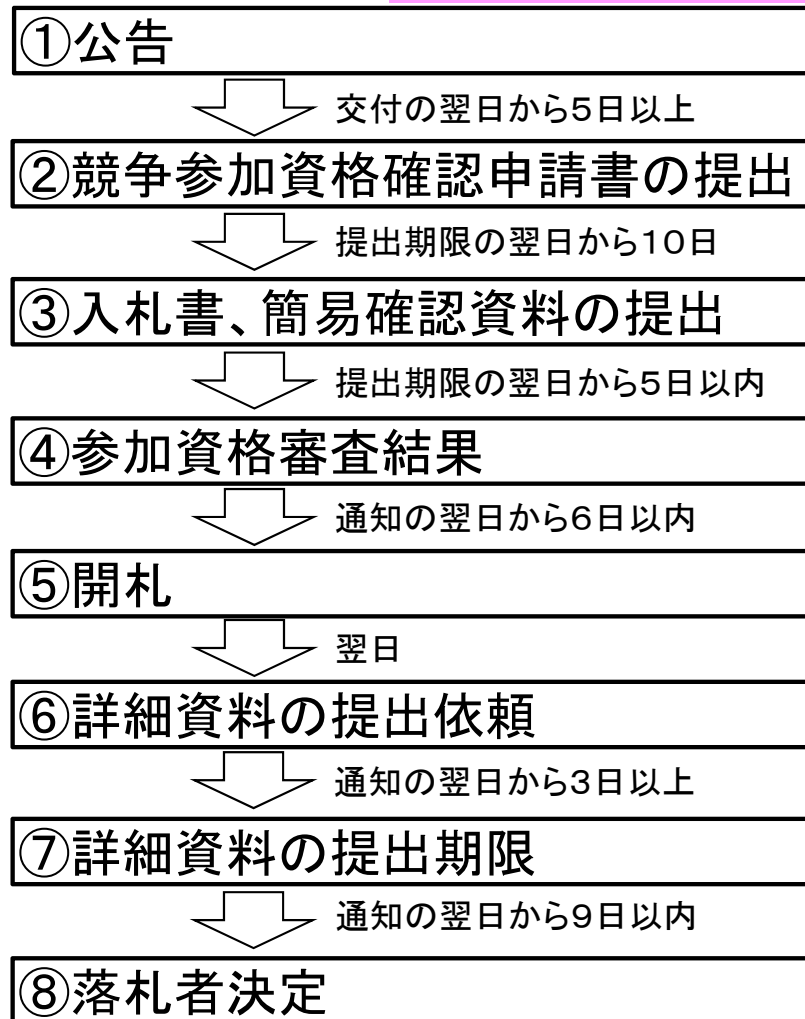 ①公告
交付の翌日から5日以上
②競争参加資格確認申請書の提出
提出期限の翌日から10日
③入札書、簡易確認資料の提出
提出期限の翌日から5日以内
④参加資格審査結果
通知の翌日から6日以内
⑤開札
翌日
⑥詳細資料の提出依頼
通知の翌日から3日以上
⑦詳細資料の提出期限
通知の翌日から9日以内
⑧落札者決定